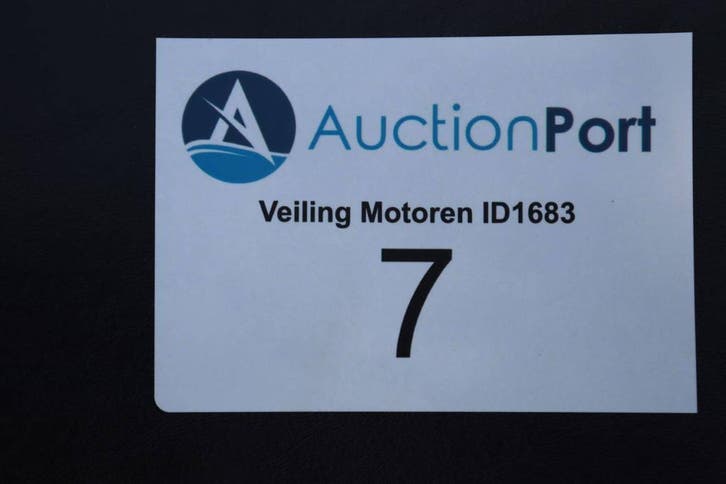 AuctionPort
Veiling Motoren ID1683
7